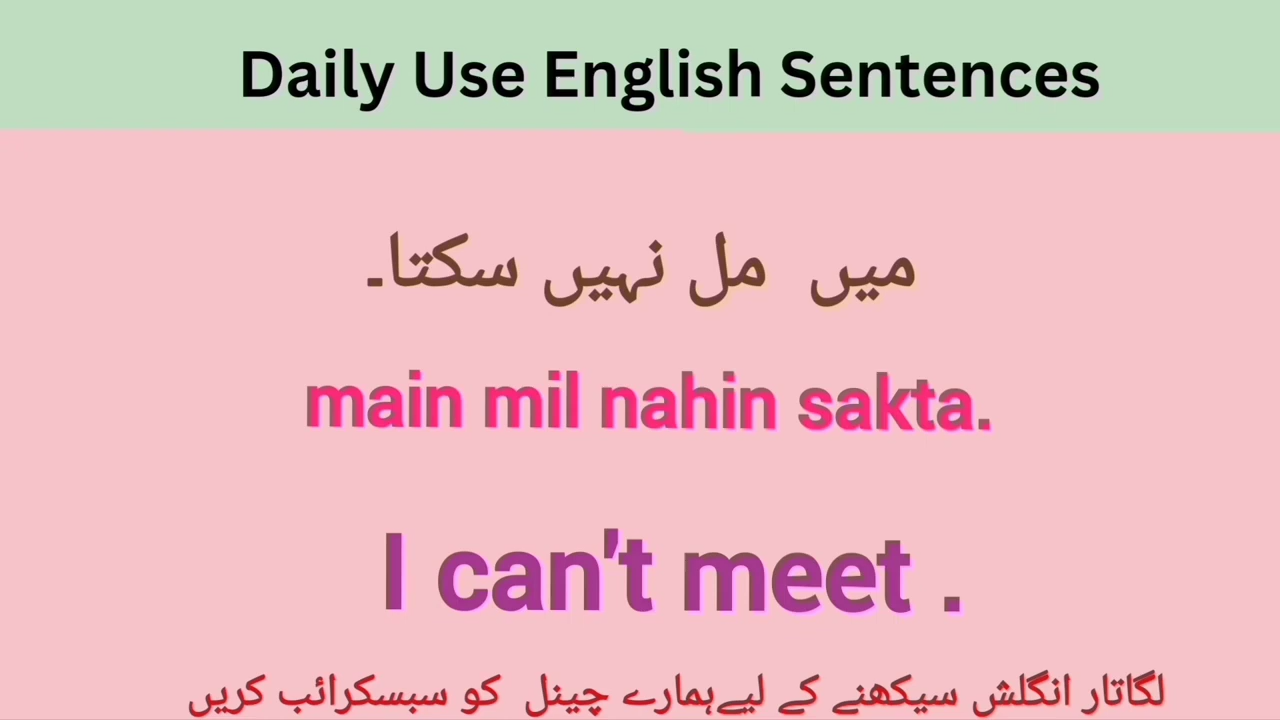 Daily Use English Sentences
میں مل نہیں سکتا۔
main mil nahin sakta.
I can't meet .
لگاتار انگلش سیکھنے کے لیےہمارے چینل کو سبسکرائب کریں